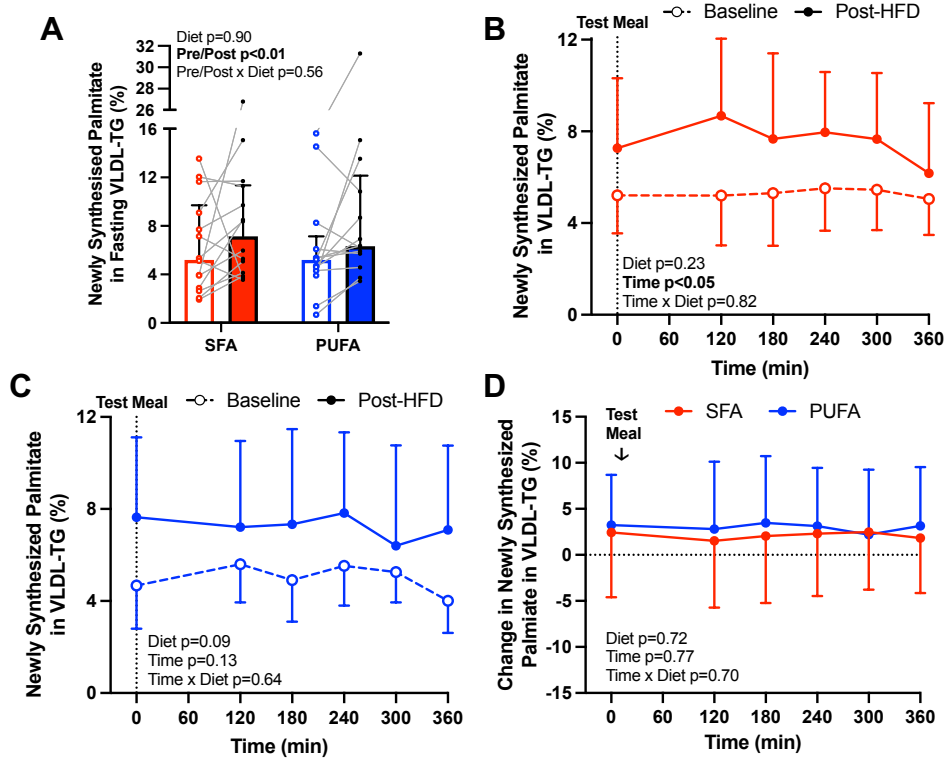 A
Diet p=0.90
Pre/Post p<0.01
Pre/Post x Diet p=0.56
Newly Synthesised Palmitate
in Fasting VLDL-TG (%)
32
30
28
26
16
12
8
4
0
SFA
PUFA
B
Baseline
Post-HFD
Test Meal
Newly Synthesized Palmitate
in VLDL-TG (%)
12
8
4
0
Diet p=0.23
Time p<0.05
Time x Diet p=0.82
0 60 120 180 240 300 360
Time (min)
C
Test Meal
Baseline
Post-HFD
Newly Synthesized Palmitate
in VLDL-TG (%)
12
8
4
0
Diet p=0.09
Time p=0.13
Time x Diet p=0.64
0 60 120 180 240 300 360
Time (min)
D
SFA
PUFA
Test
Meal
Change in Newly Synthesized
Palmiate in VLDL-TG (%)
15
10
5
0
-5
-10
-15
Diet p=0.72
Time p=0.77
Time x Diet p=0.70
0 60 120 180 240 300 360
Time (min)